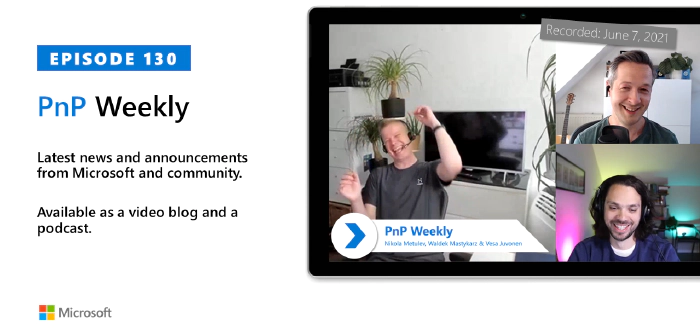 EPISODE 130
PnP Weekly
Latest news and announcements
from Microsoft and community.
Available as a video blog and a
podcast.
Microsoft
Recorded: June 7, 2021
PnP Weekly
Nikola Metulev, Waldek Mastykarz & Vesa Juvonen